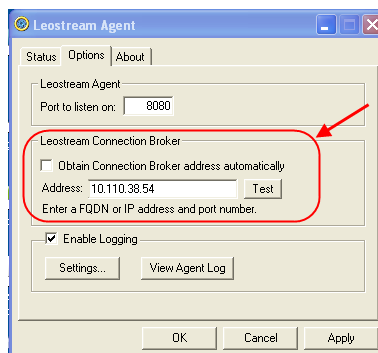 Leostream Agent
Status Options About
Leostream Agent
Port to listen on: 8080
Leostream Connection Broker
Obtain Connection Broker address automatically
Address: 10.110.38.54 Test
Enter a FQDN or IP address and port number.
Enable Logging
Settings... View Agent Log
OK Cancel Apply